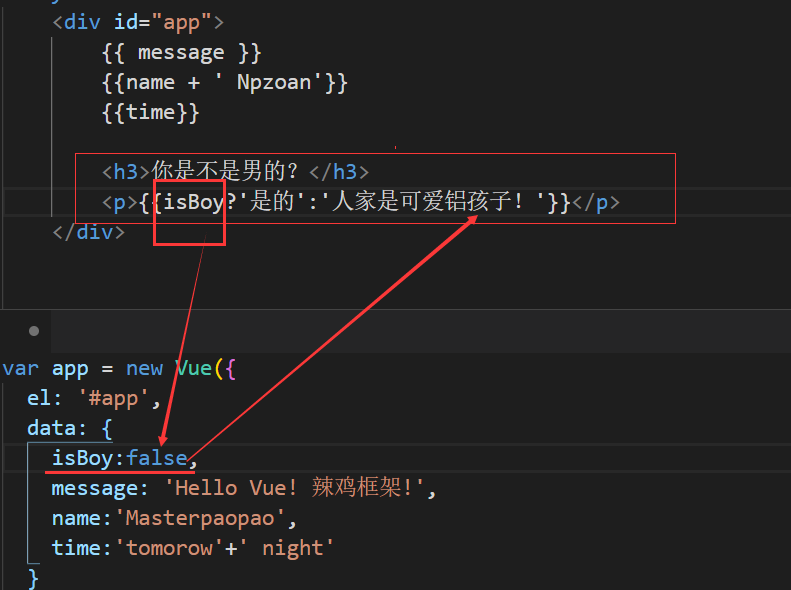 <div id="app">
{{ message }}
{{name + ' Npzoan'}}
{{time}}
<h3>你是不是男的？</h3>
<p>{{isBoy?'是的':'人家是可爱铝孩子！'}}</p>
</div>
var app = new Vue({
el: '#app',
data: {
isBoy:false,
message: 'Hello Vue! 辣鸡框架!',
name:'Masterpaopao',
time:'tomorow'+' night'
}